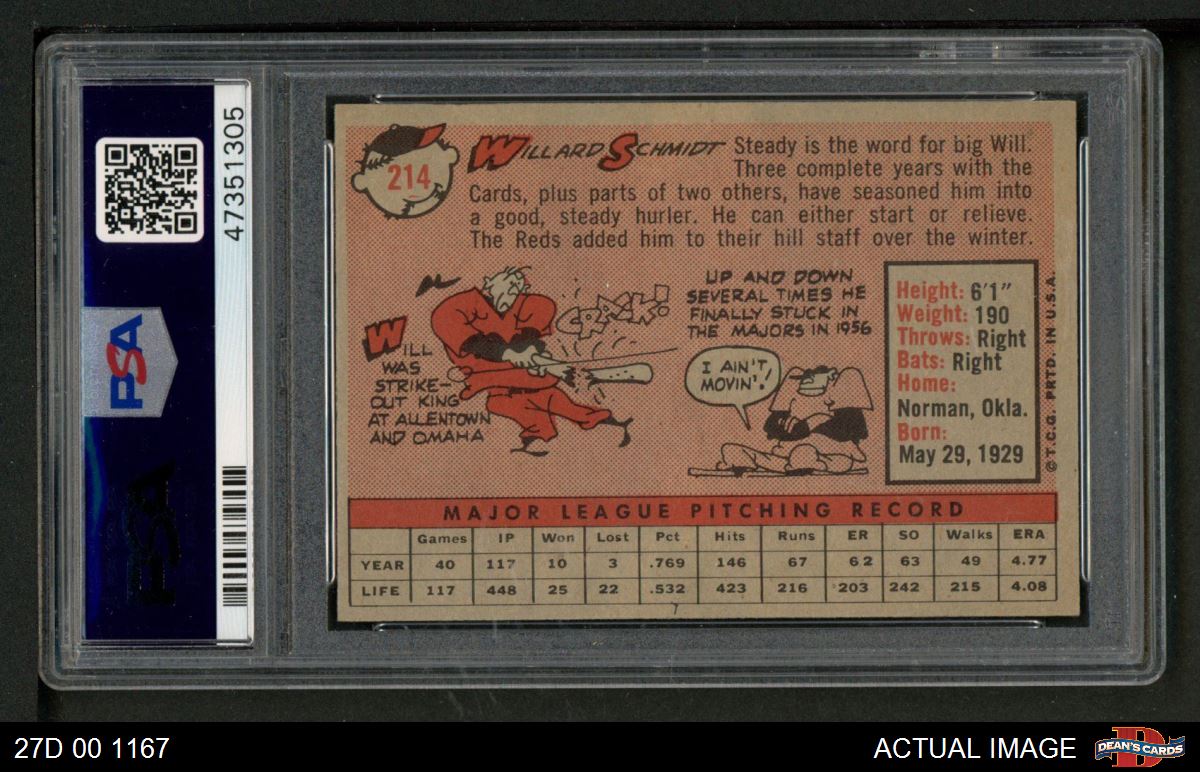 47351305
PSA
PSA
214
WILLARD SCHMIDT
Steady is the word for big Will.
Three complete years with the
Cards, plus parts of two others, have seasoned him into
a good, steady hurler. He can either start or relieve.
The Reds added him to their hill staff over the winter.
WILL
WAS
STRIKE-
OUT KING
AT ALLENTOWN
AND OMAHA
CRACK!
UP AND DOWN
SEVERAL TIMES HE
FINALLY STUCK IN
THE MAJORS IN 1956
I AIN'T
MOVIN'!
Height: 6'1"
Weight: 190
Throws: Right
Bats: Right
Home:
Norman, Okla.
Born:
May 29, 1929
© T.C.G. PRTD. IN U.S.A.
MAJOR LEAGUE PITCHING RECORD
Games IP Won Lost Pct Hits Runs ER SO Walks ERA
YEAR 40 117 10 3 .769 146 67 62 63 49 4.77
LIFE 117 448 25 22 .532 423 216 203 242 215 4.08
27D 00 1167
ACTUAL IMAGE
D
DEAN'S CARDS